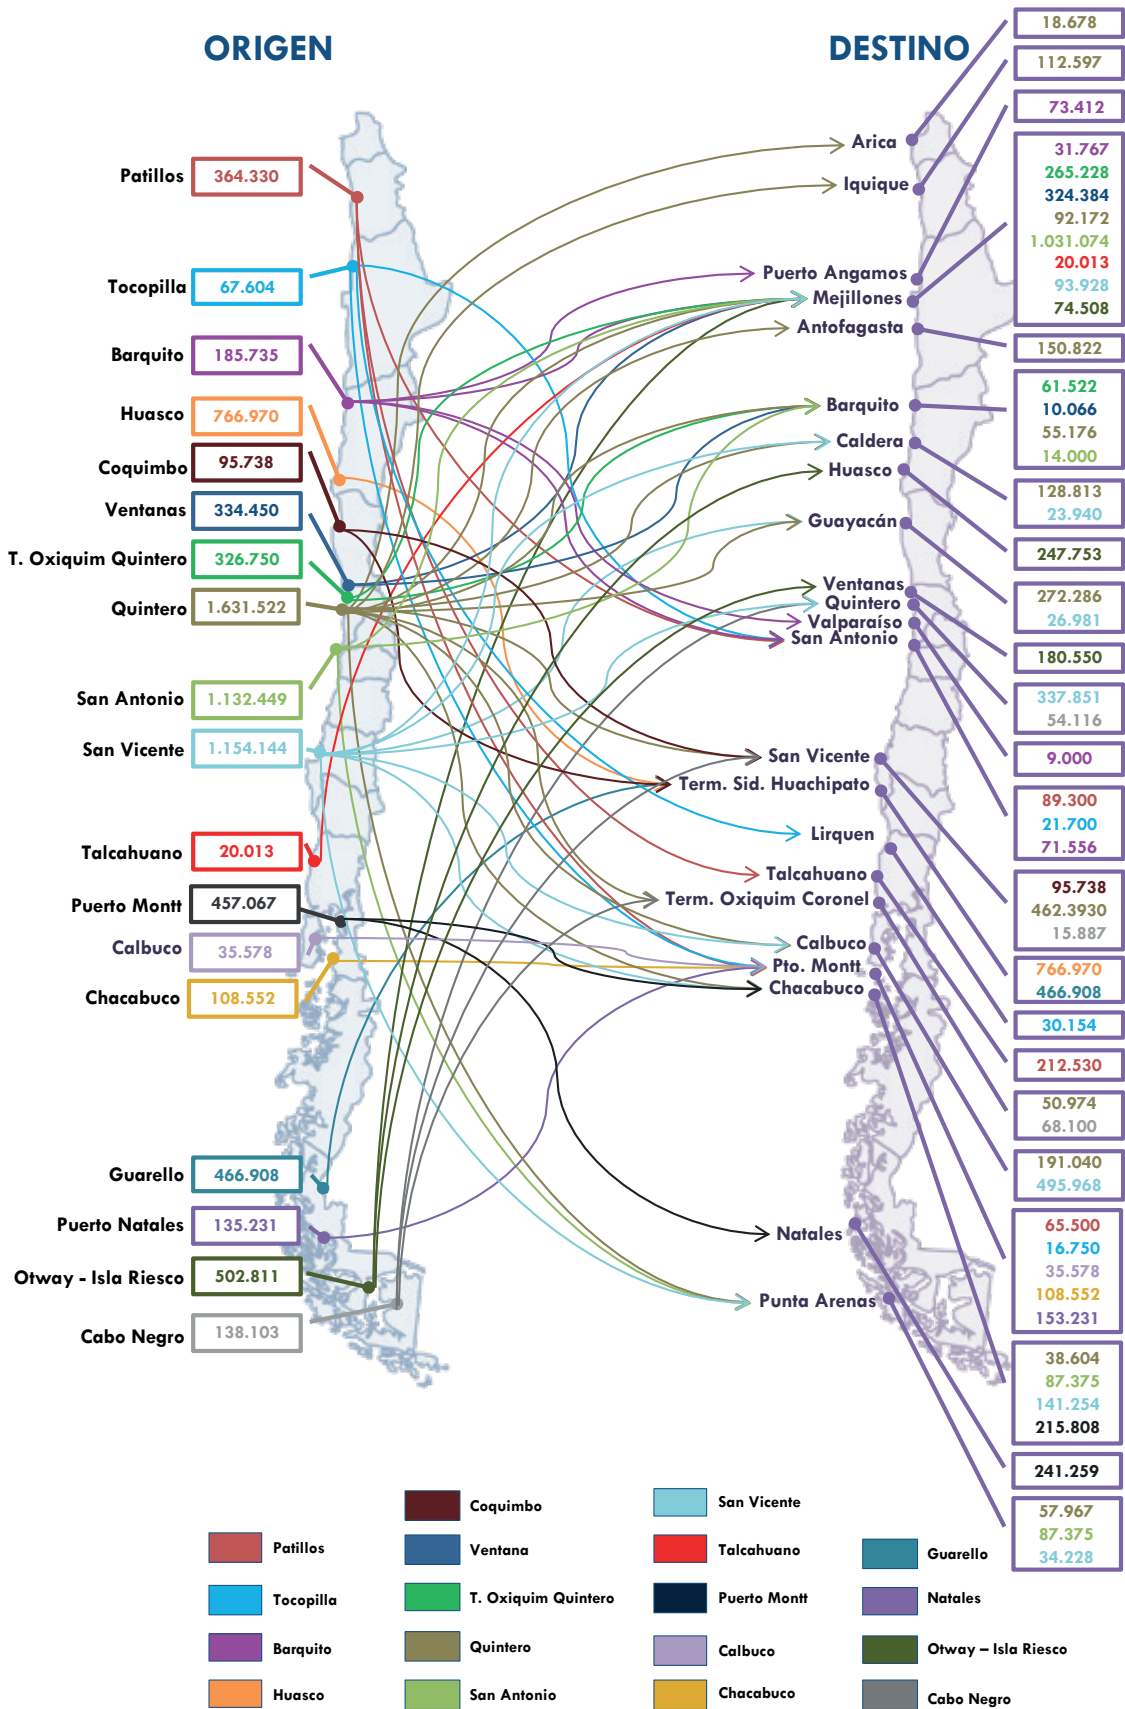 ORIGEN
DESTINO
Patillos 364.330
Tocopilla 67.604
Barquito 185.735
Huasco 766.970
Coquimbo 95.738
Ventanas 334.450
T. Oxiquim Quintero 326.750
Quintero 1.631.522
San Antonio 1.132.449
San Vicente 1.154.144
Talcahuano 20.013
Puerto Montt 457.067
Calbuco 35.578
Chacabuco 108.552
Guarello 466.908
Puerto Natales 135.231
Otway - Isla Riesco 502.811
Cabo Negro 138.103
Arica
Iquique
Puerto Angamos
Mejillones
Antofagasta
Barquito
Caldera
Huasco
Guayacán
Ventanas
Quintero
Valparaíso
San Antonio
San Vicente
Term. Sid. Huachipato
Lirquen
Talcahuano
Term. Oxiquim Coronel
Calbuco
Pto. Montt
Chacabuco
Natales
Punta Arenas
18.678
112.597
73.412
31.767
265.228
324.384
92.172
1.031.074
20.013
93.928
74.508
150.822
61.522
10.066
55.176
14.000
128.813
23.940
247.753
272.286
26.981
180.550
337.851
54.116
9.000
89.300
21.700
71.556
95.738
462.3930
15.887
766.970
466.908
30.154
212.530
50.974
68.100
191.040
495.968
65.500
16.750
35.578
108.552
153.231
38.604
87.375
141.254
215.808
241.259
57.967
87.375
34.228
Patillos
Tocopilla
Barquito
Huasco
Coquimbo
Ventana
T. Oxiquim Quintero
Quintero
San Antonio
San Vicente
Talcahuano
Puerto Montt
Calbuco
Chacabuco
Guarello
Natales
Otway – Isla Riesco
Cabo Negro